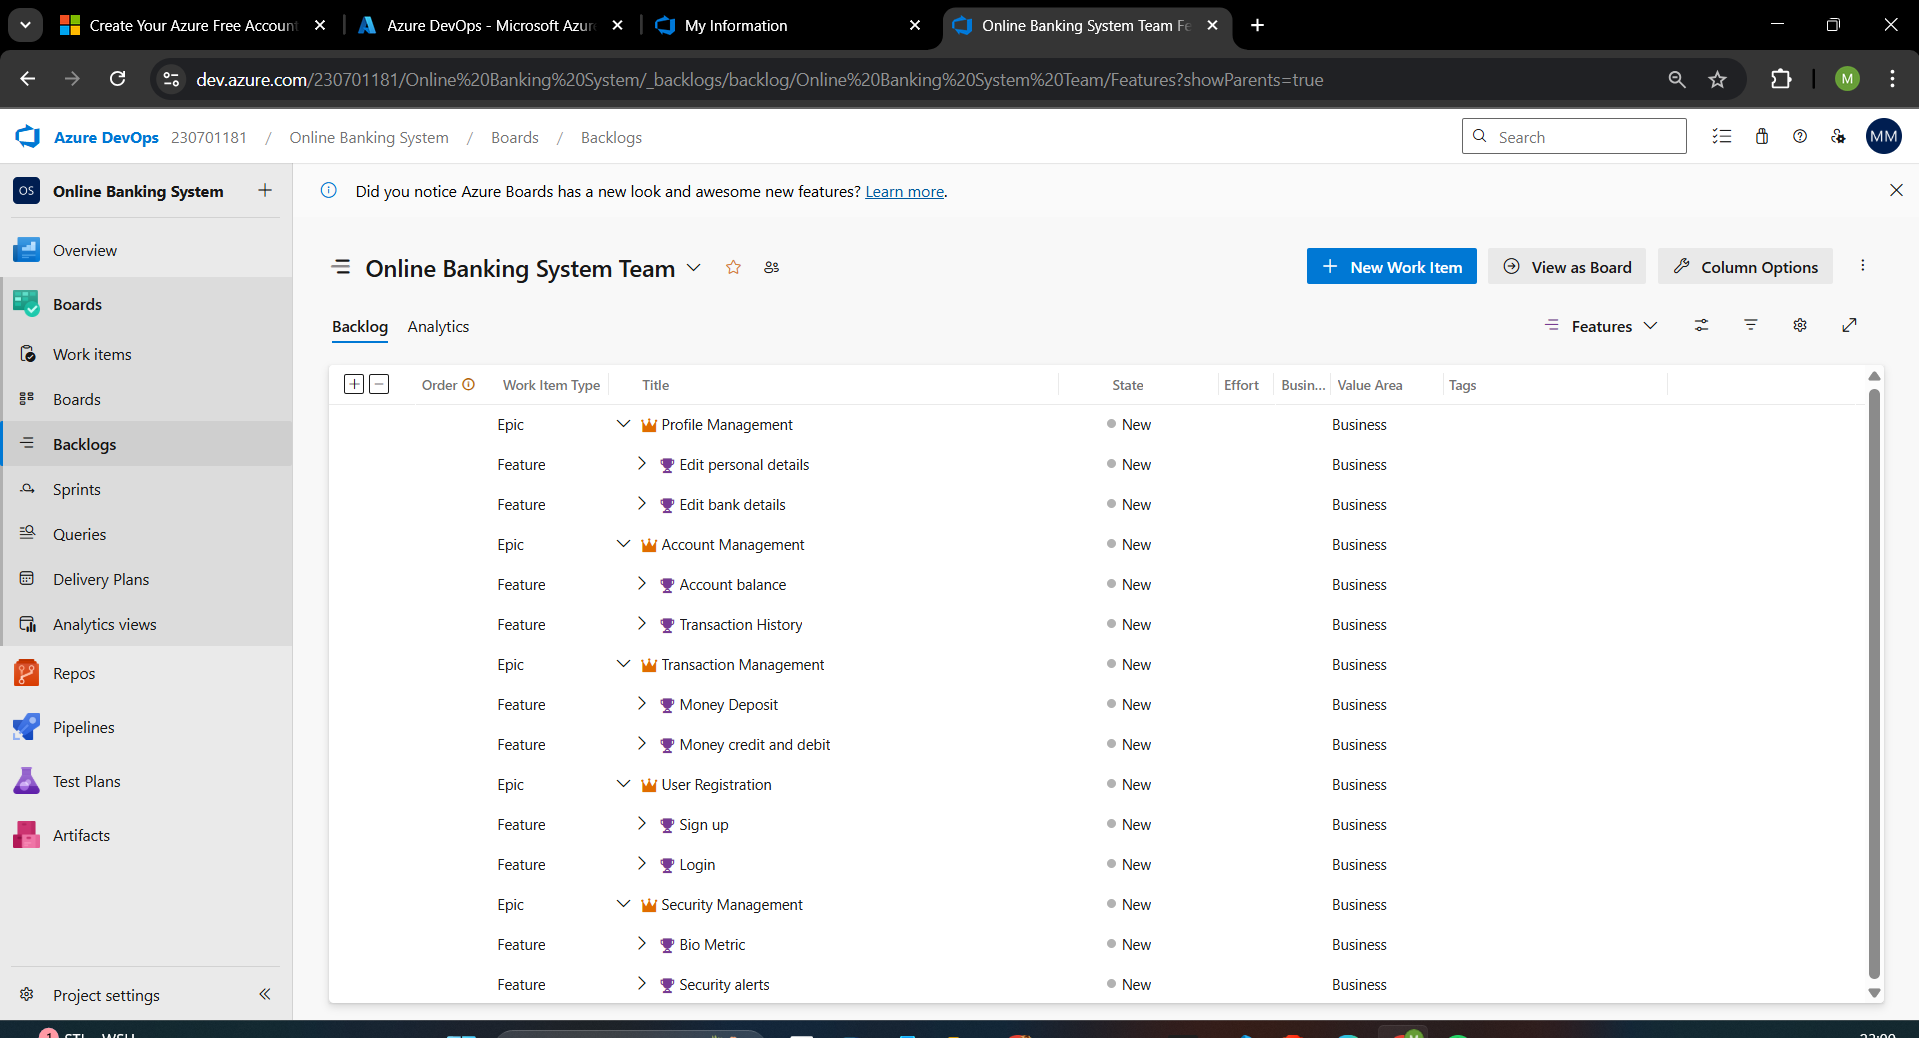 Create Your Azure Free Account
Azure DevOps - Microsoft Azur
My Information
Online Banking System Team Fe
dev.azure.com/230701181/Online%20Banking%20System/_backlogs/backlog/Online%20Banking%20System%20Team/Features?showParents=true
M
Azure DevOps 230701181 / Online Banking System / Boards / Backlogs
Search
MM
OS Online Banking System
Did you notice Azure Boards has a new look and awesome new features? Learn more.
Overview
Boards
Work items
Boards
Backlogs
Sprints
Queries
Delivery Plans
Analytics views
Repos
Pipelines
Test Plans
Artifacts
Project settings
Online Banking System Team
New Work Item
View as Board
Column Options
Backlog Analytics
Features
Order Work Item Type Title State Effort Busin... Value Area Tags
Epic Profile Management New Business
Feature Edit personal details New Business
Feature Edit bank details New Business
Epic Account Management New Business
Feature Account balance New Business
Feature Transaction History New Business
Epic Transaction Management New Business
Feature Money Deposit New Business
Feature Money credit and debit New Business
Epic User Registration New Business
Feature Sign up New Business
Feature Login New Business
Epic Security Management New Business
Feature Bio Metric New Business
Feature Security alerts New Business
1